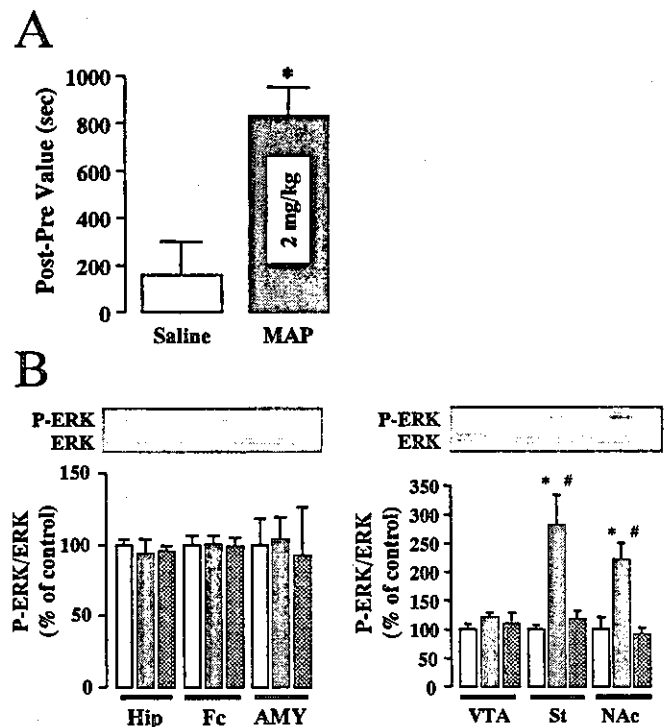 A
1000
800
600
400
200
0
Post-Pre Value (sec)
*
2 mg/kg
Saline MAP
B
P-ERK
ERK
150
100
50
0
P-ERK/ERK
(% of control)
Hip Fc AMY
P-ERK
ERK
350
300
250
200
150
100
50
0
P-ERK/ERK
(% of control)
* #
* #
VTA St NAc